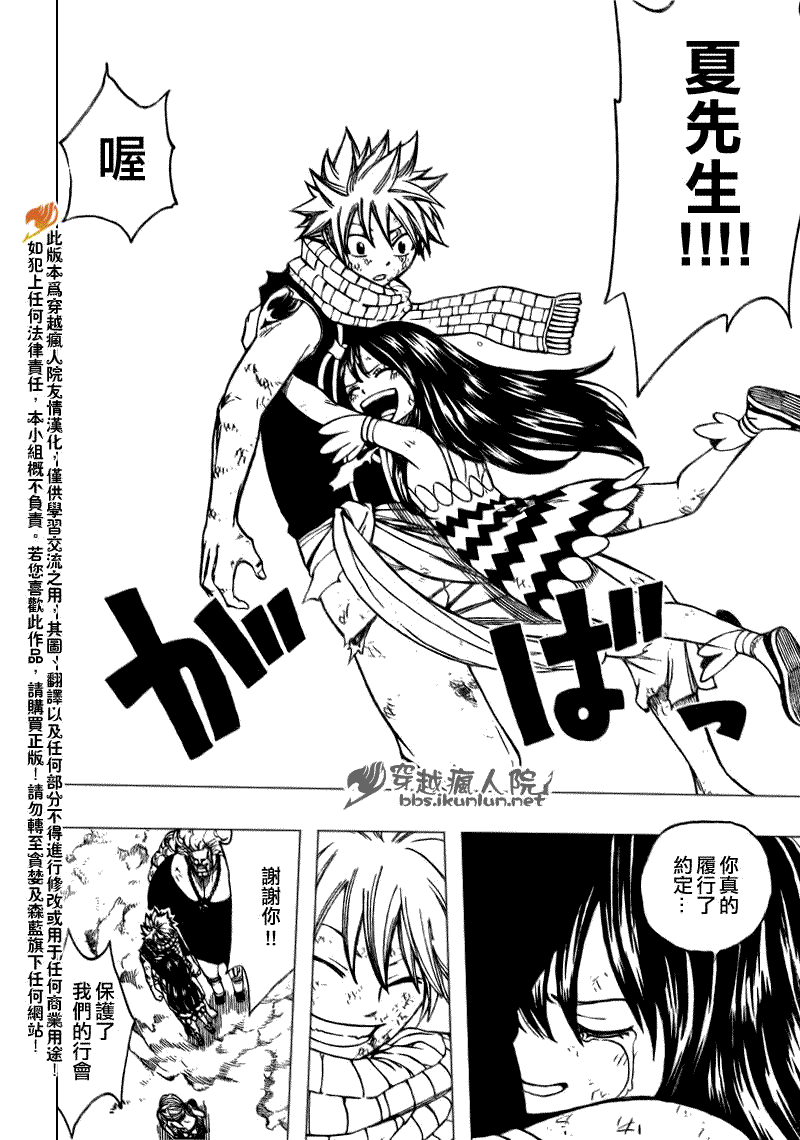 夏先生!!!!
喔
ガバッ
穿越瘋人院
bbs.ikunlun.net
你真的
履行了
約定…
謝謝你!!
保護了
我們的行會
此版本爲穿越瘋人院友情漢化，僅供學習交流之用，其圖、翻譯以及任何部分不得進行修改或用于任何商業用途！
如犯上任何法律責任，本小組概不負責。若您喜歡此作品，請購買正版！請勿轉至貪婪及森藍旗下任何網站！